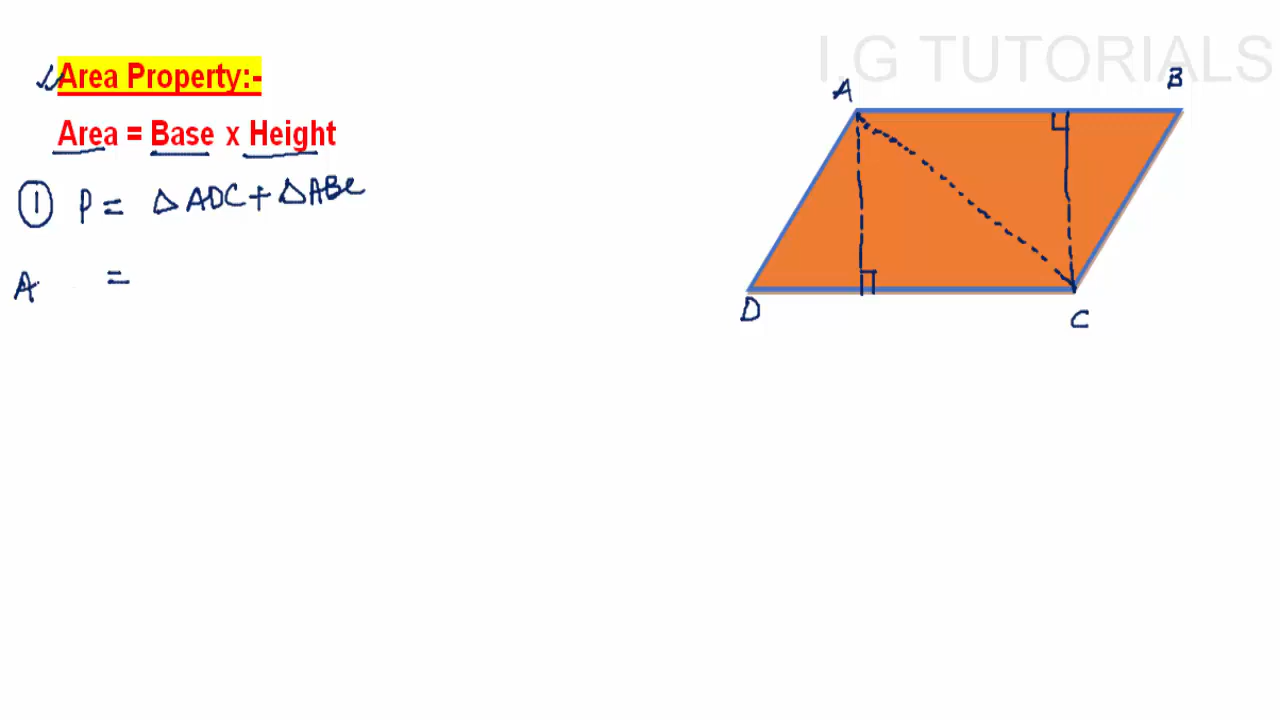 I.G TUTORIALS
Area Property:-
Area = Base x Height
① P = △ADC + △ABC
A =
A
B
D
C